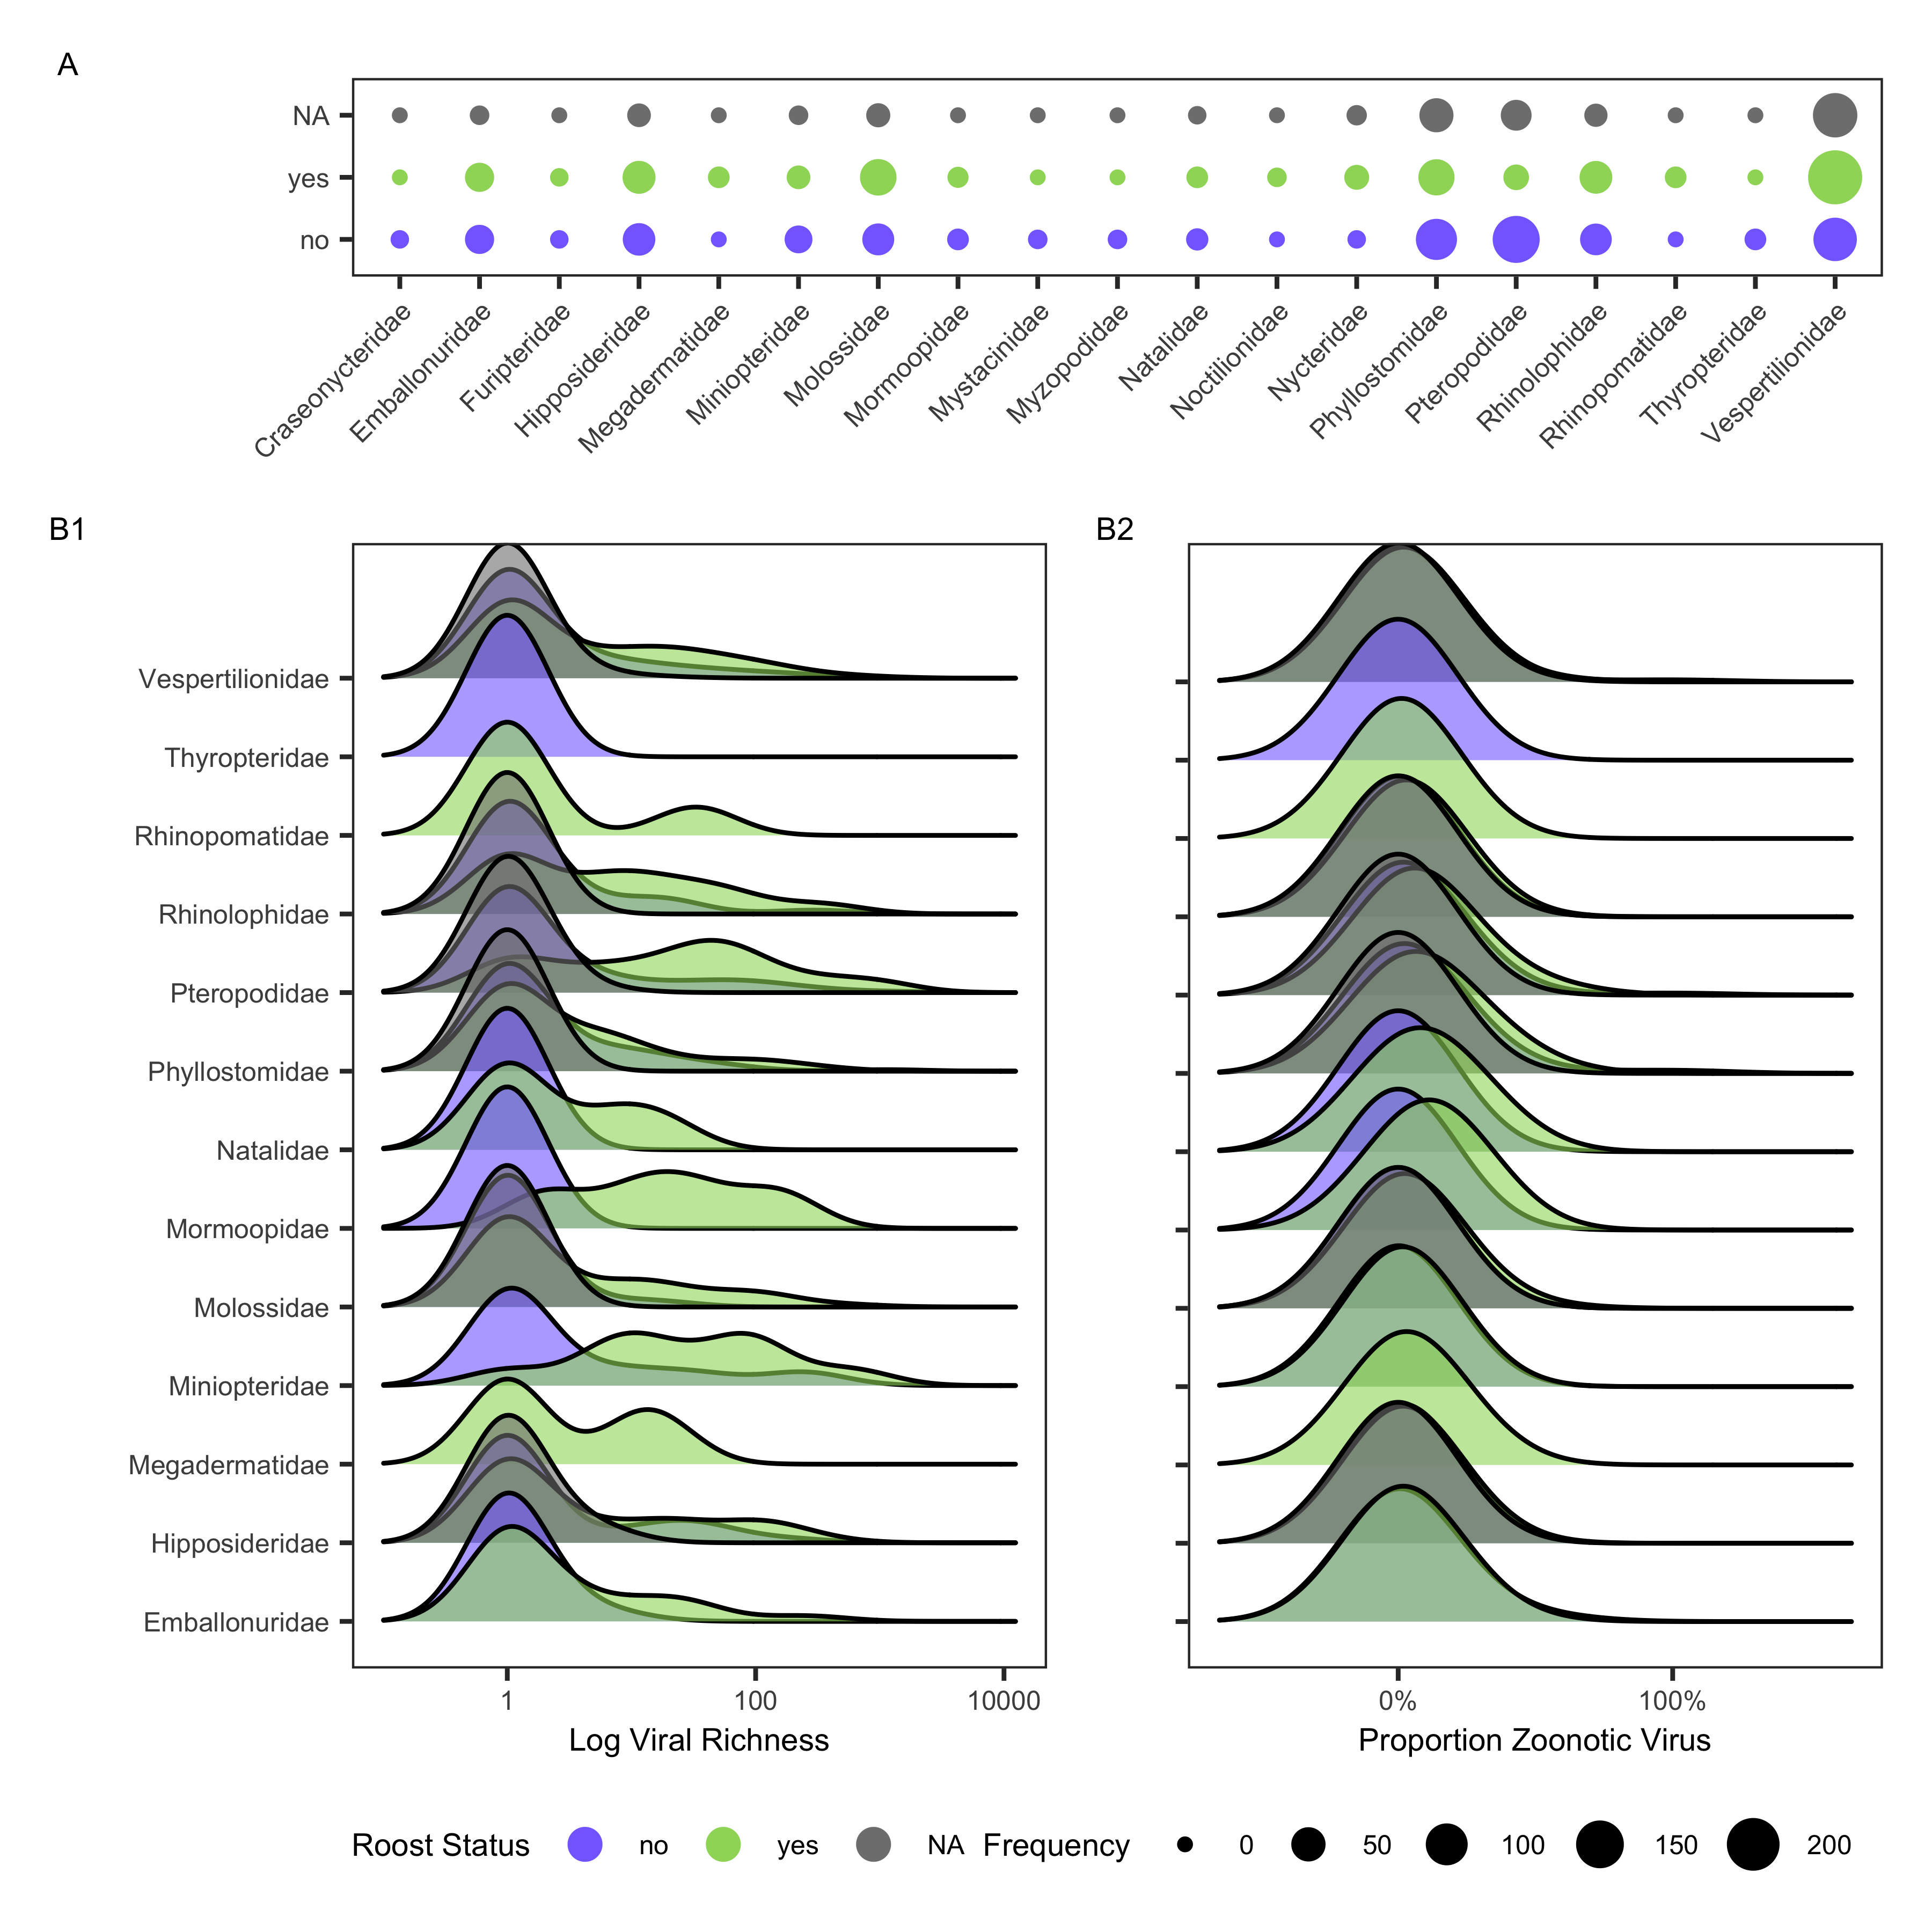 A
NA
yes
no
Craseonycteridae
Emballonuridae
Furipteridae
Hipposideridae
Megadermatidae
Miniopteridae
Molossidae
Mormoopidae
Mystacinidae
Myzopodidae
Natalidae
Noctilionidae
Nycteridae
Phyllostomidae
Pteropodidae
Rhinolophidae
Rhinopomatidae
Thyropteridae
Vespertilionidae
B1
Vespertilionidae
Thyropteridae
Rhinopomatidae
Rhinolophidae
Pteropodidae
Phyllostomidae
Natalidae
Mormoopidae
Molossidae
Miniopteridae
Megadermatidae
Hipposideridae
Emballonuridae
1 100 10000
Log Viral Richness
B2
0% 100%
Proportion Zoonotic Virus
Roost Status no yes NA Frequency 0 50 100 150 200